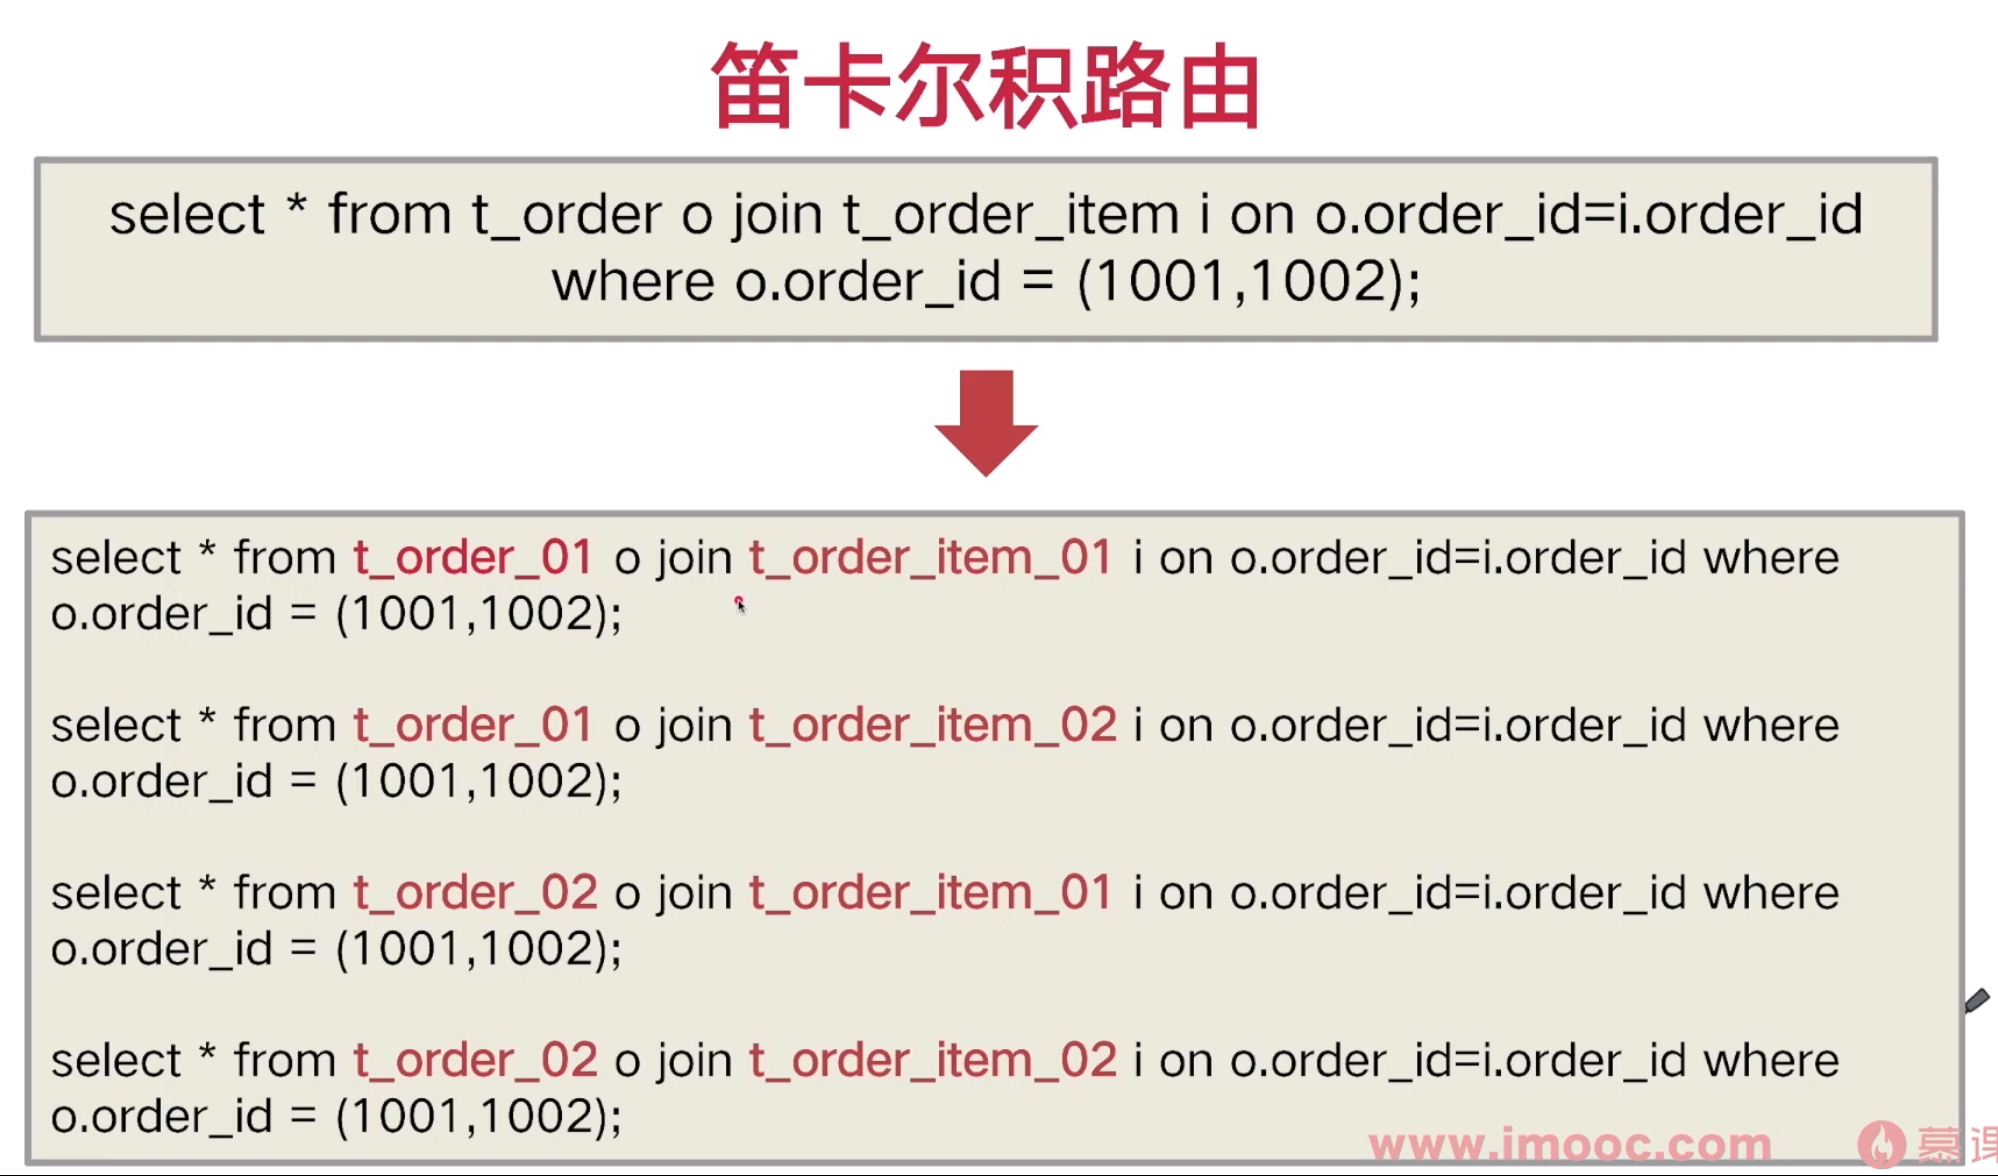 笛卡尔积路由
select * from t_order o join t_order_item i on o.order_id=i.order_id
where o.order_id = (1001,1002);
select * from t_order_01 o join t_order_item_01 i on o.order_id=i.order_id where
o.order_id = (1001,1002);
select * from t_order_01 o join t_order_item_02 i on o.order_id=i.order_id where
o.order_id = (1001,1002);
select * from t_order_02 o join t_order_item_01 i on o.order_id=i.order_id where
o.order_id = (1001,1002);
select * from t_order_02 o join t_order_item_02 i on o.order_id=i.order_id where
o.order_id = (1001,1002);
www.imooc.com 慕课